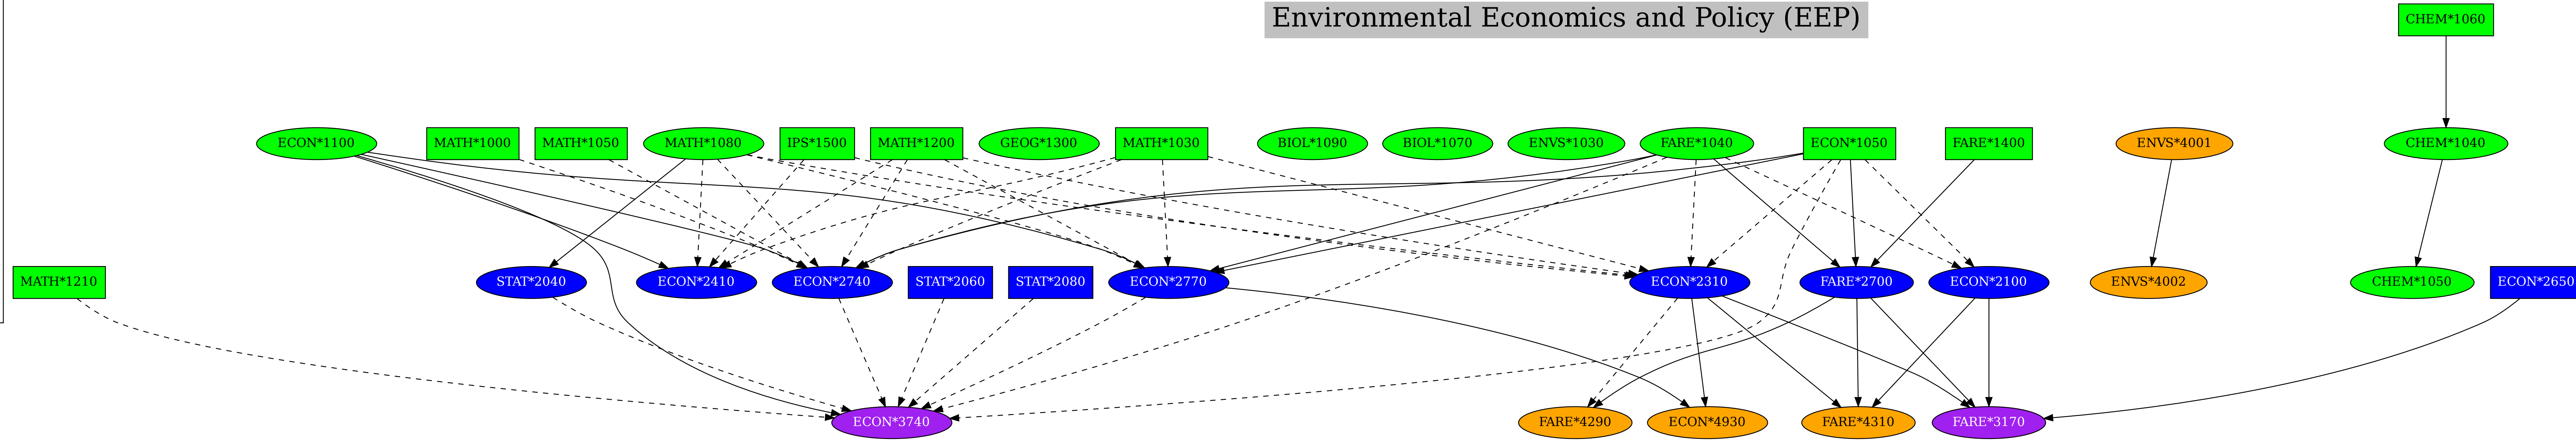 Environmental Economics and Policy (EEP)
CHEM*1060
ECON*1100
MATH*1000
MATH*1050
MATH*1080
IPS*1500
MATH*1200
GEOG*1300
MATH*1030
BIOL*1090
BIOL*1070
ENVS*1030
FARE*1040
ECON*1050
FARE*1400
ENVS*4001
CHEM*1040
MATH*1210
STAT*2040
ECON*2410
ECON*2740
STAT*2060
STAT*2080
ECON*2770
ECON*2310
FARE*2700
ECON*2100
ENVS*4002
CHEM*1050
ECON*2650
ECON*3740
FARE*4290
ECON*4930
FARE*4310
FARE*3170